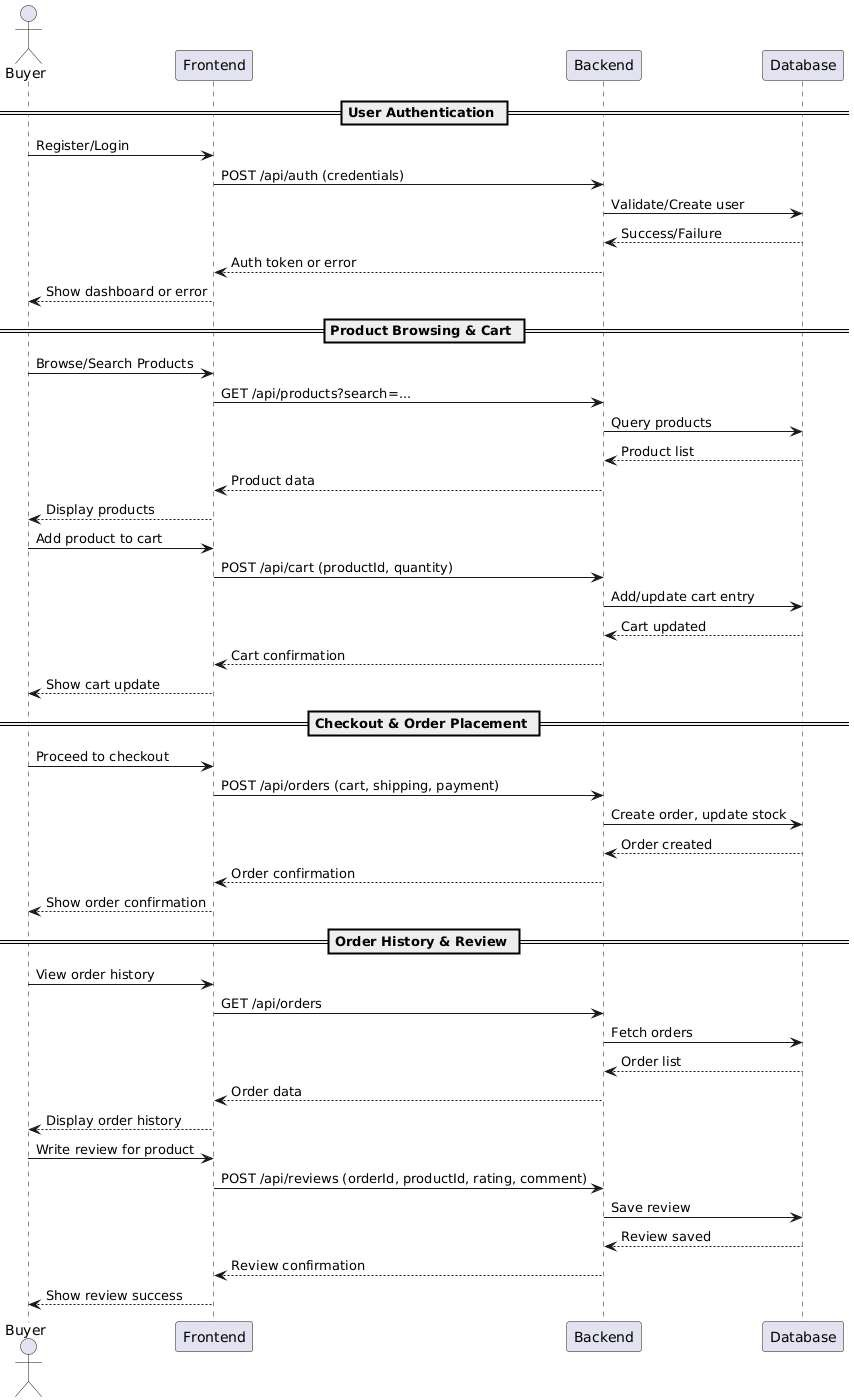 Buyer
Frontend
Backend
Database
User Authentication
Register/Login
POST /api/auth (credentials)
Validate/Create user
Success/Failure
Auth token or error
Show dashboard or error
Product Browsing & Cart
Browse/Search Products
GET /api/products?search=...
Query products
Product list
Product data
Display products
Add product to cart
POST /api/cart (productId, quantity)
Add/update cart entry
Cart updated
Cart confirmation
Show cart update
Checkout & Order Placement
Proceed to checkout
POST /api/orders (cart, shipping, payment)
Create order, update stock
Order created
Order confirmation
Show order confirmation
Order History & Review
View order history
GET /api/orders
Fetch orders
Order list
Order data
Display order history
Write review for product
POST /api/reviews (orderId, productId, rating, comment)
Save review
Review saved
Review confirmation
Show review success
Buyer
Frontend
Backend
Database